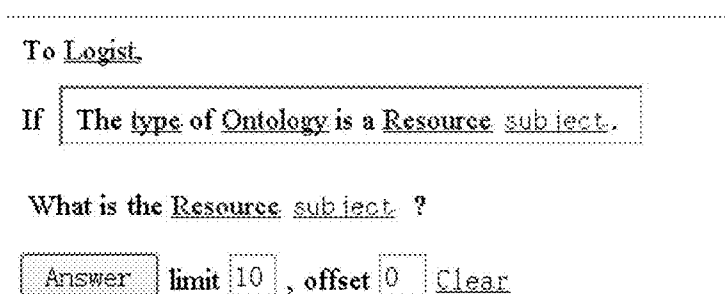 To Logist,
If The type of Ontology is a Resource subject.
What is the Resource subject ?
Answer limit 10 , offset 0 Clear